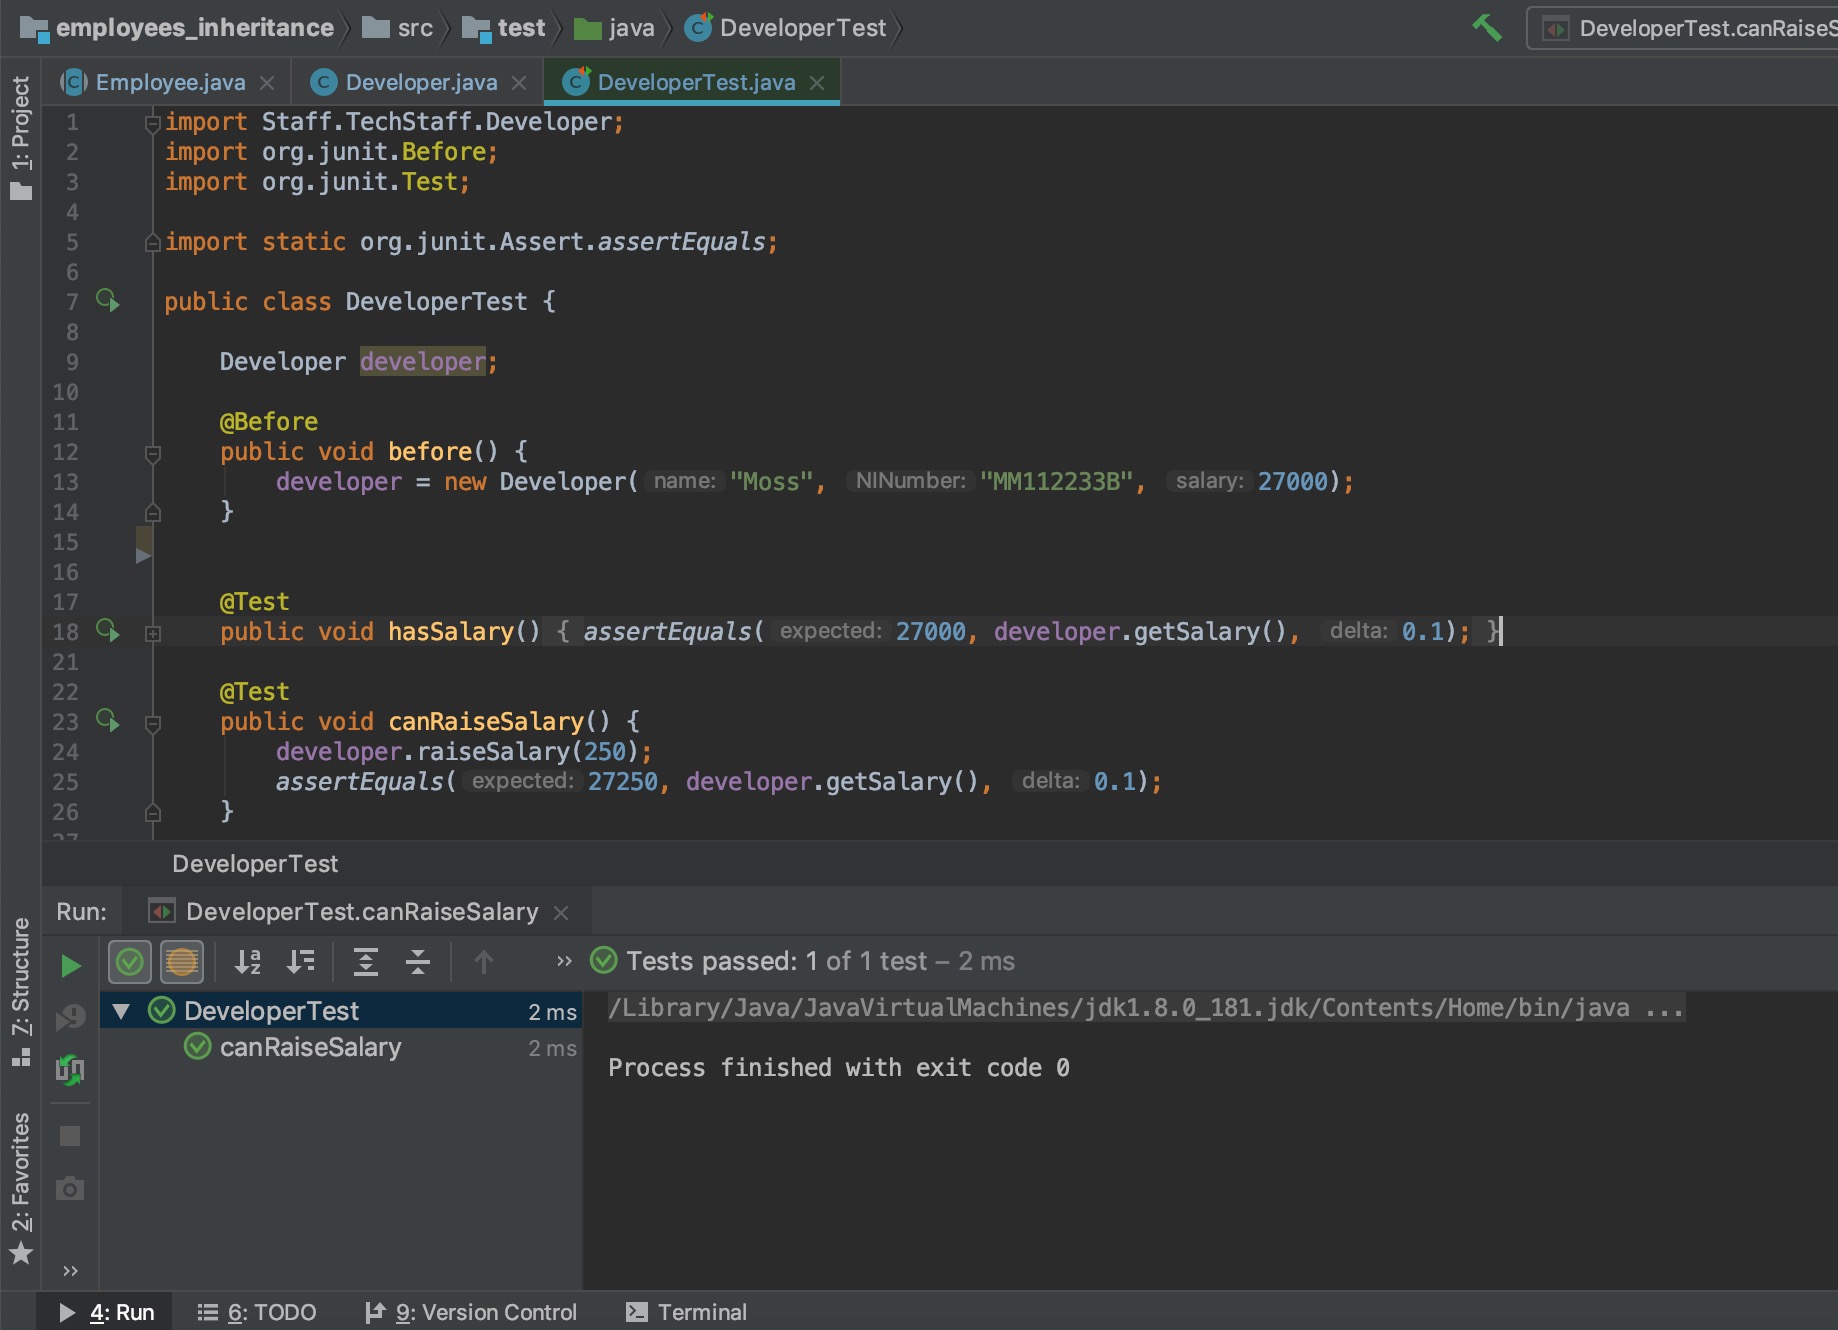 employees_inheritance src test java DeveloperTest DeveloperTest.canRaiseS
1: Project
Employee.java Developer.java DeveloperTest.java
1 import Staff.TechStaff.Developer;
2 import org.junit.Before;
3 import org.junit.Test;
4
5 import static org.junit.Assert.assertEquals;
6
7 public class DeveloperTest {
8
9 Developer developer;
10
11 @Before
12 public void before() {
13 developer = new Developer( name: "Moss", NINumber: "MM112233B", salary: 27000);
14 }
15
16
17 @Test
18 public void hasSalary() { assertEquals( expected: 27000, developer.getSalary(), delta: 0.1); }
21
22 @Test
23 public void canRaiseSalary() {
24 developer.raiseSalary(250);
25 assertEquals( expected: 27250, developer.getSalary(), delta: 0.1);
26 }
27
DeveloperTest
Run: DeveloperTest.canRaiseSalary
7: Structure
2: Favorites
» Tests passed: 1 of 1 test – 2 ms
DeveloperTest 2 ms
canRaiseSalary 2 ms
/Library/Java/JavaVirtualMachines/jdk1.8.0_181.jdk/Contents/Home/bin/java ...
Process finished with exit code 0
»
4: Run 6: TODO 9: Version Control Terminal